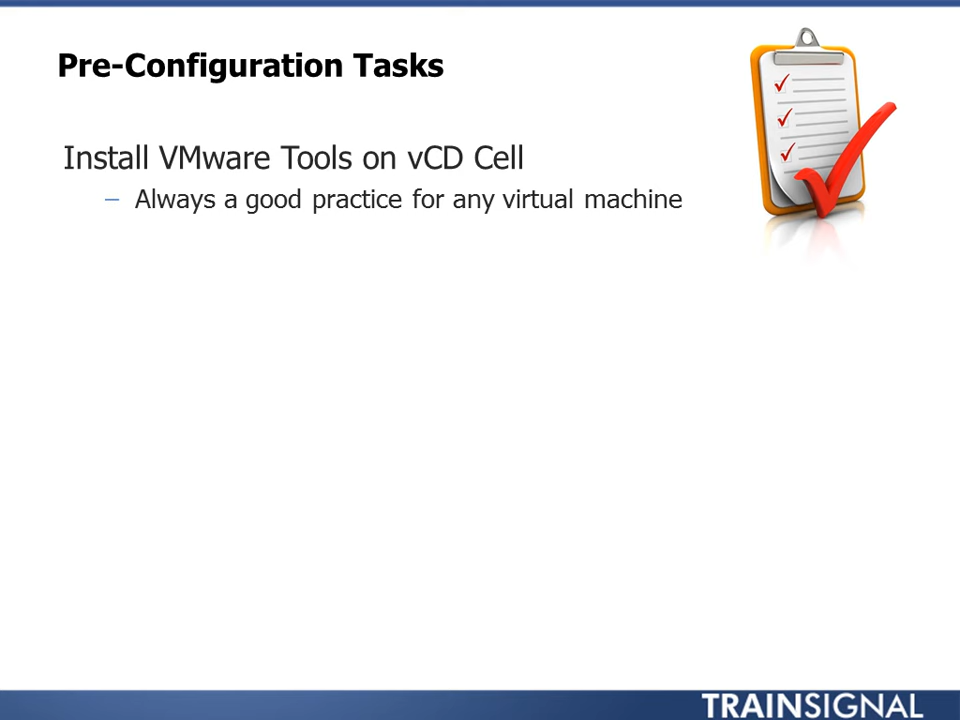 Pre-Configuration Tasks
Install VMware Tools on vCD Cell
– Always a good practice for any virtual machine
TRAINSIGNAL